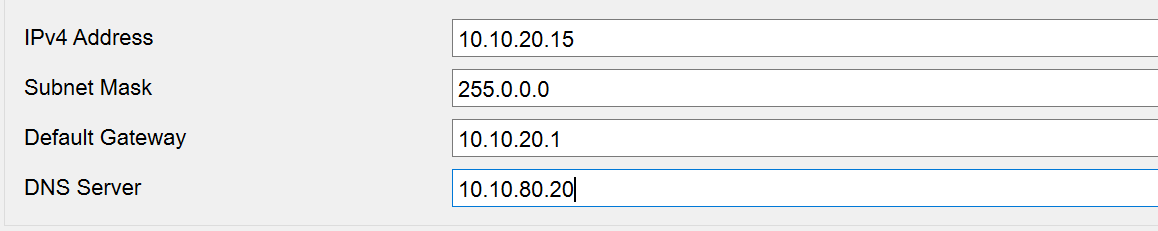 IPv4 Address 10.10.20.15
Subnet Mask 255.0.0.0
Default Gateway 10.10.20.1
DNS Server 10.10.80.20